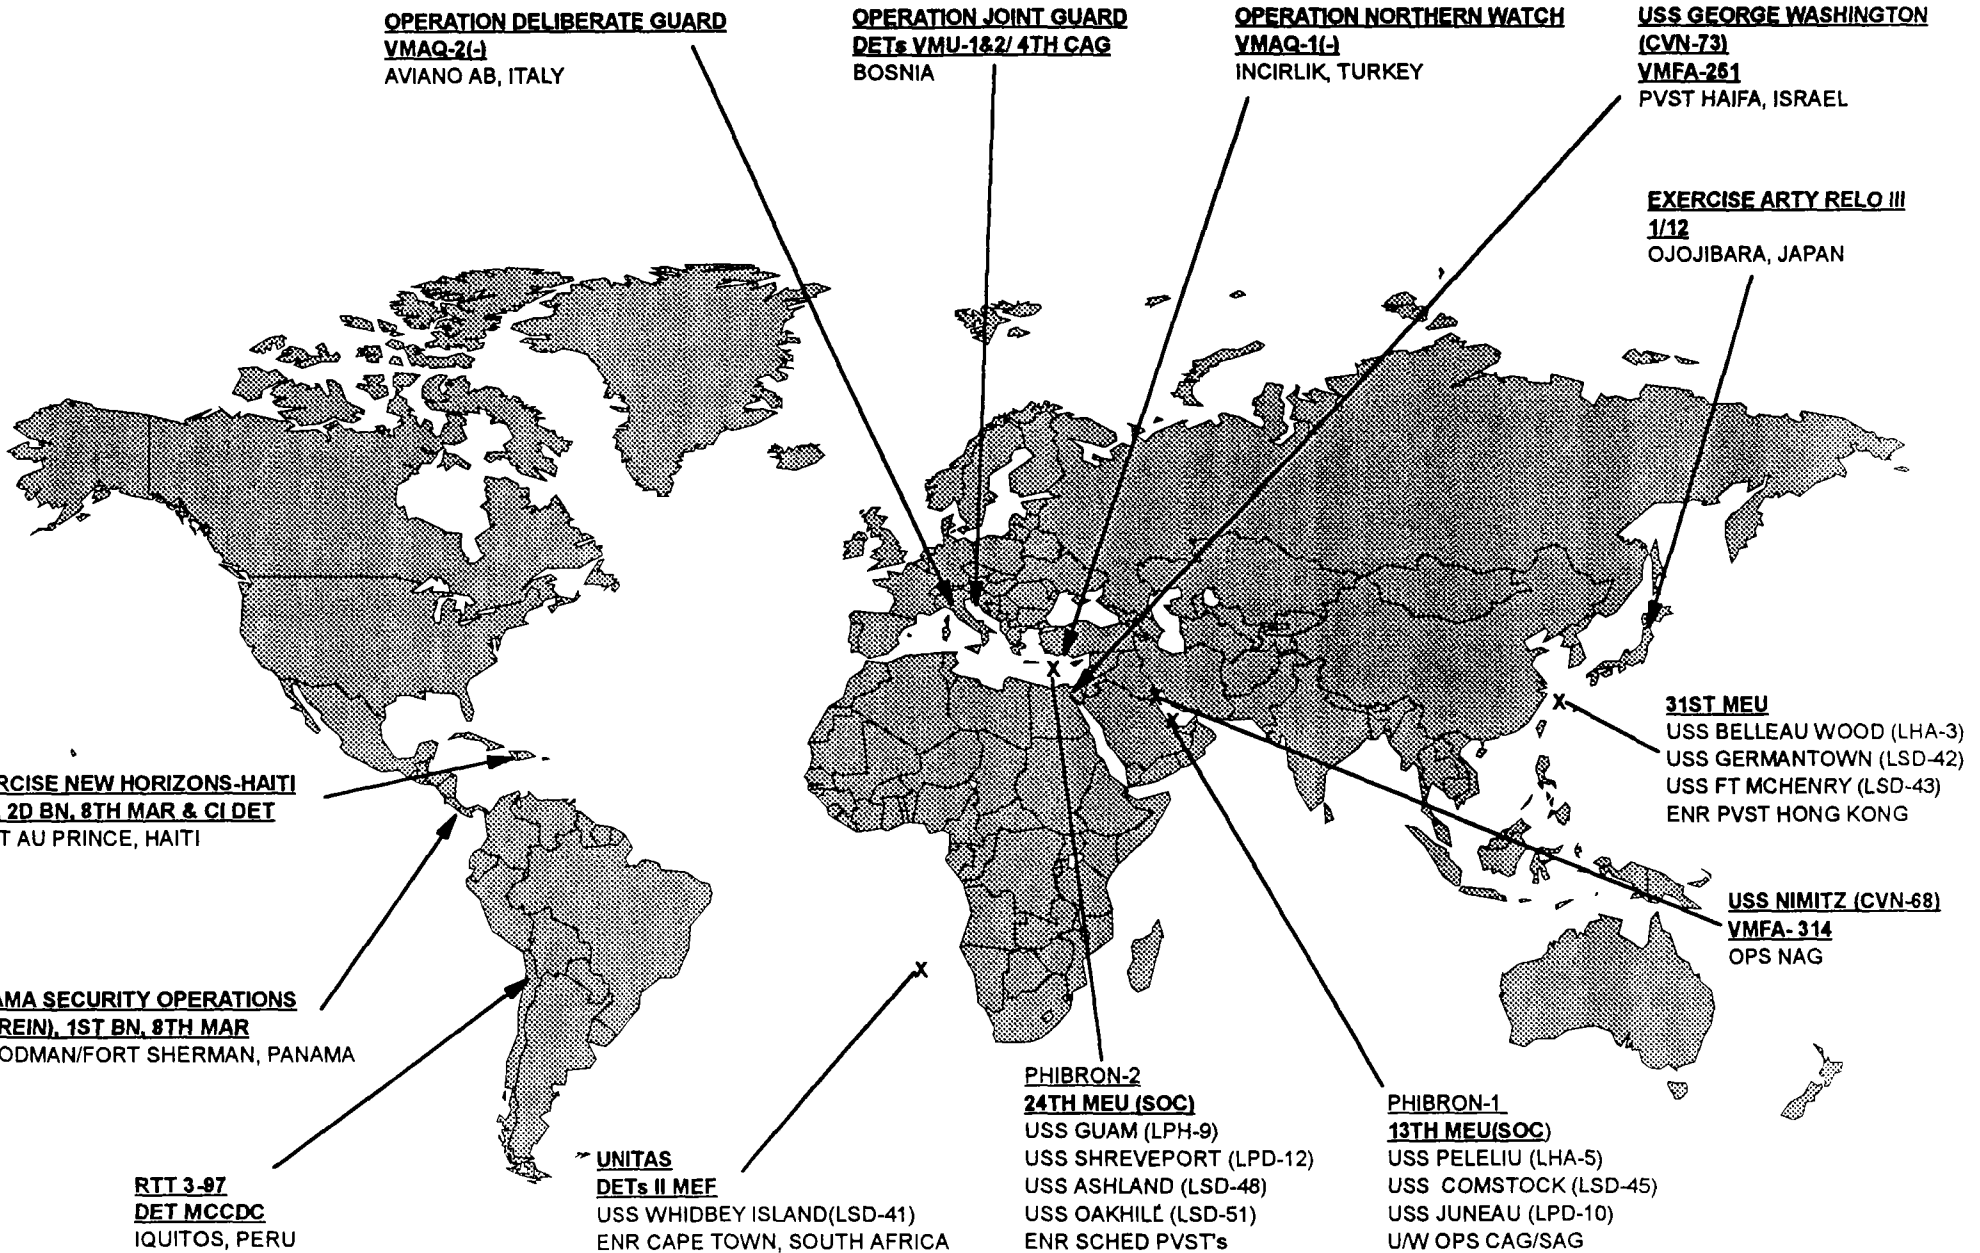 OPERATION DELIBERATE GUARD
VMAQ-2(-)
AVIANO AB, ITALY
OPERATION JOINT GUARD
DETs VMU-1&2/ 4TH CAG
BOSNIA
OPERATION NORTHERN WATCH
VMAQ-1(-)
INCIRLIK, TURKEY
USS GEORGE WASHINGTON
(CVN-73)
VMFA-251
PVST HAIFA, ISRAEL
EXERCISE ARTY RELO III
1/12
OJOJIBARA, JAPAN
31ST MEU
USS BELLEAU WOOD (LHA-3)
USS GERMANTOWN (LSD-42)
USS FT MCHENRY (LSD-43)
ENR PVST HONG KONG
RCISE NEW HORIZONS-HAITI
2D BN, 8TH MAR & CI DET
T AU PRINCE, HAITI
USS NIMITZ (CVN-68)
VMFA- 314
OPS NAG
AMA SECURITY OPERATIONS
REIN), 1ST BN, 8TH MAR
ODMAN/FORT SHERMAN, PANAMA
RTT 3-97
DET MCCDC
IQUITOS, PERU
UNITAS
DETs II MEF
USS WHIDBEY ISLAND(LSD-41)
ENR CAPE TOWN, SOUTH AFRICA
PHIBRON-2
24TH MEU (SOC)
USS GUAM (LPH-9)
USS SHREVEPORT (LPD-12)
USS ASHLAND (LSD-48)
USS OAKHILL (LSD-51)
ENR SCHED PVST's
PHIBRON-1
13TH MEU(SOC)
USS PELELIU (LHA-5)
USS COMSTOCK (LSD-45)
USS JUNEAU (LPD-10)
U/W OPS CAG/SAG
X
X
X
X
X